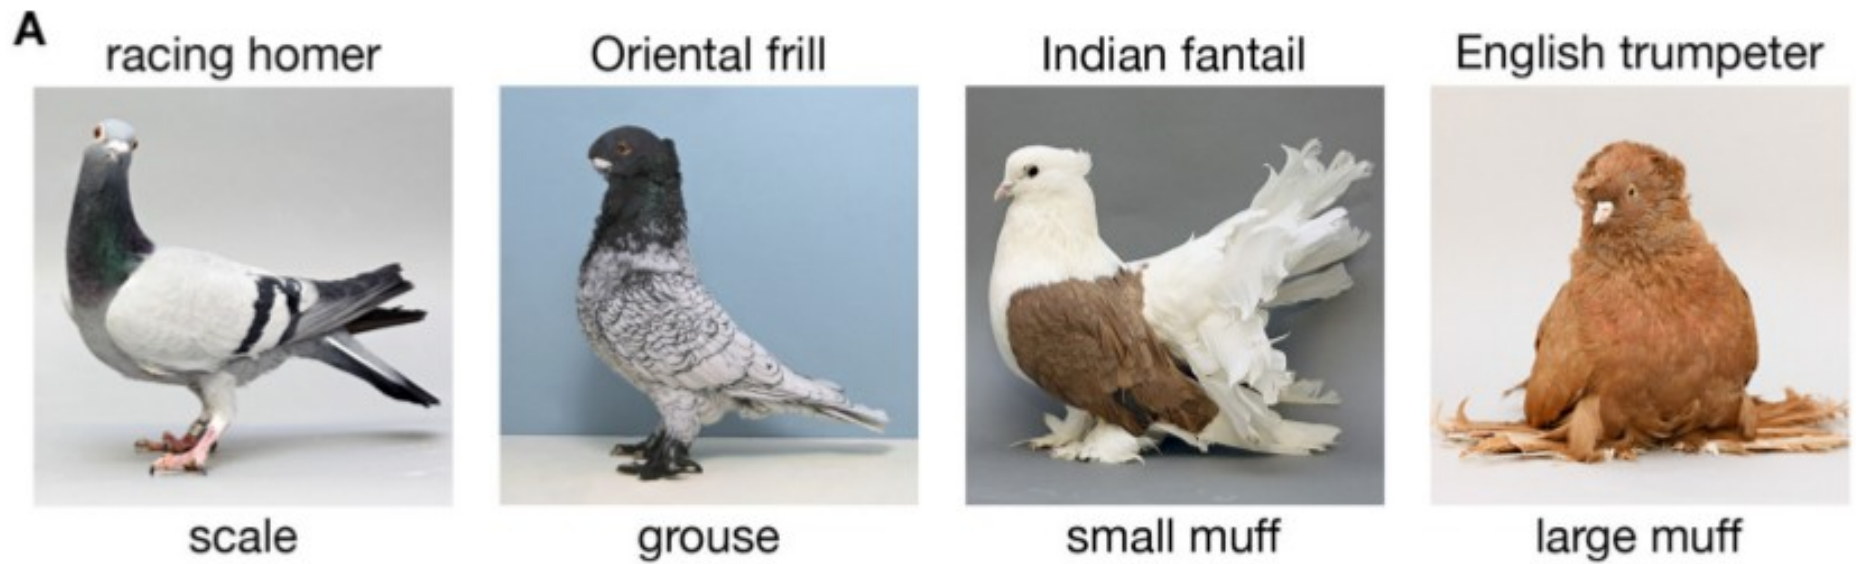 A
racing homer
Oriental frill
Indian fantail
English trumpeter
scale
grouse
small muff
large muff